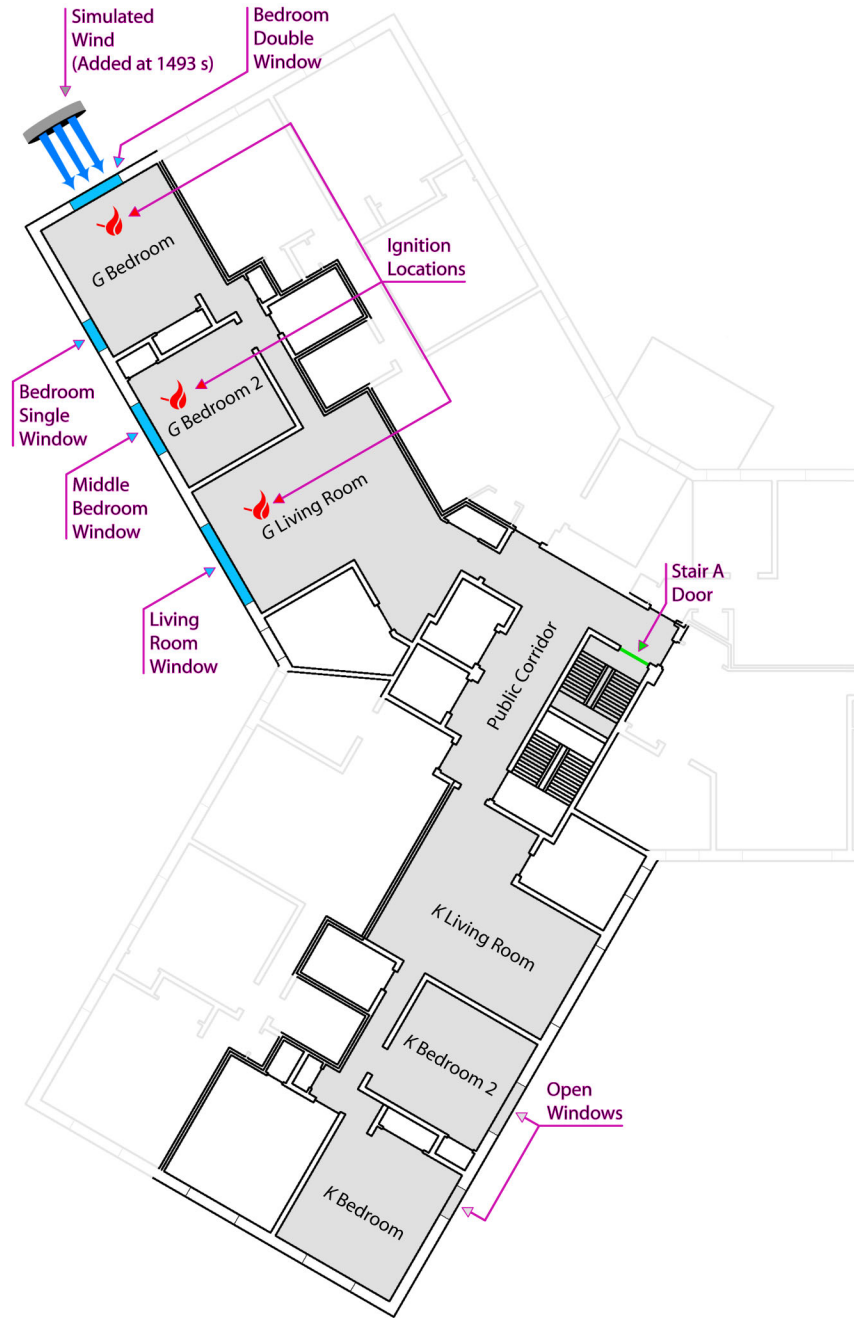 Simulated
Wind
(Added at 1493 s)
Bedroom
Double
Window
G Bedroom
Ignition
Locations
Bedroom
Single
Window
G Bedroom 2
Middle
Bedroom
Window
G Living Room
Living
Room
Window
Stair A
Door
Public Corridor
K Living Room
K Bedroom 2
Open
Windows
K Bedroom